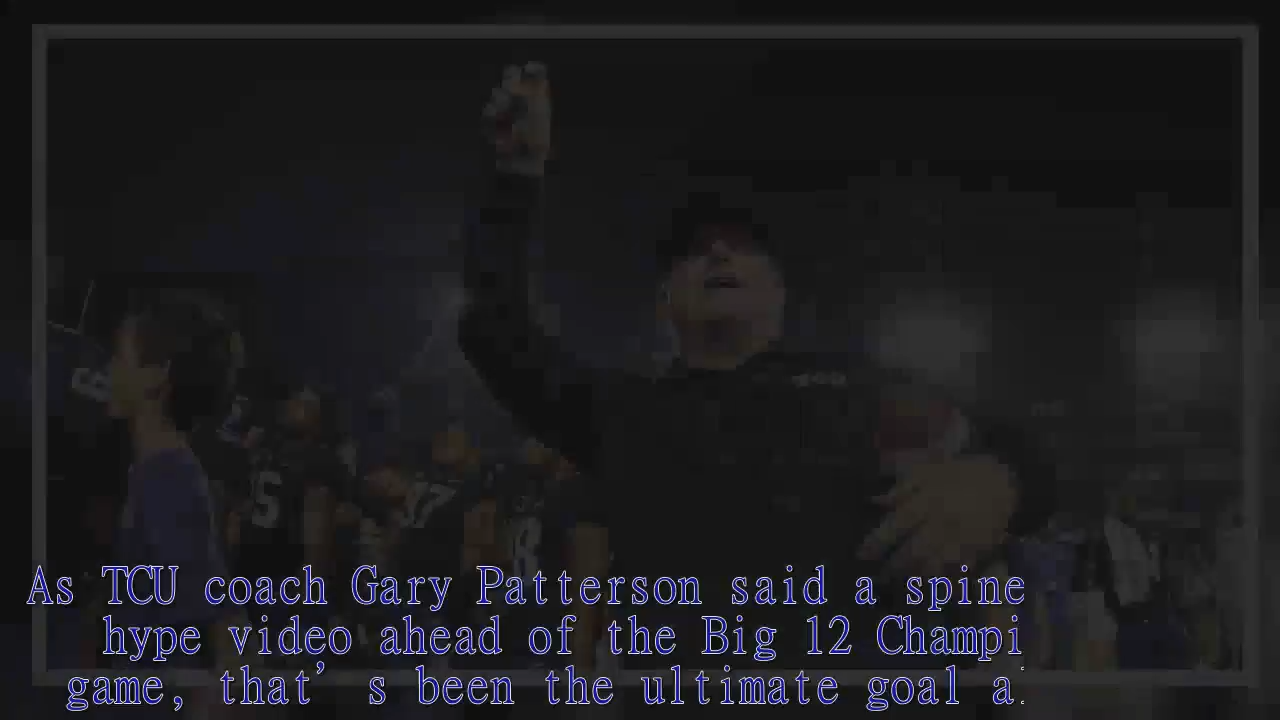 As TCU coach Gary Patterson said a spine
hype video ahead of the Big 12 Champi
game, that’s been the ultimate goal a